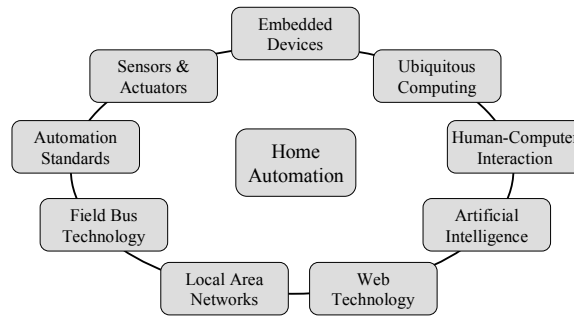 Embedded
Devices
Sensors &
Actuators
Ubiquitous
Computing
Automation
Standards
Home
Automation
Human-Computer
Interaction
Field Bus
Technology
Artificial
Intelligence
Local Area
Networks
Web
Technology